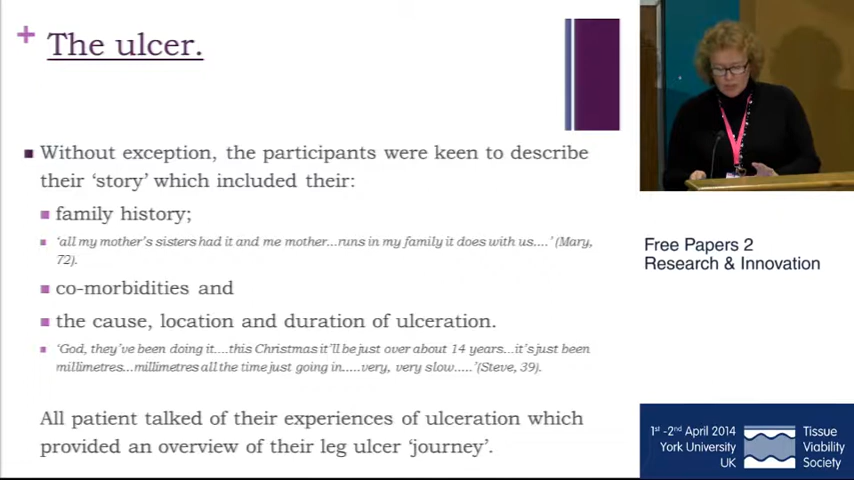 + The ulcer.
Without exception, the participants were keen to describe
their ‘story’ which included their:
family history;
‘all my mother’s sisters had it and me mother...runs in my family it does with us....’ (Mary,
72).
co-morbidities and
the cause, location and duration of ulceration.
‘God, they’ve been doing it....this Christmas it’ll be just over about 14 years...it’s just been
millimetres...millimetres all the time just going in.....very, very slow.....’(Steve, 39).
All patient talked of their experiences of ulceration which
provided an overview of their leg ulcer ‘journey’.
Free Papers 2
Research & Innovation
1st -2nd April 2014
York University
UK
Tissue
Viability
Society